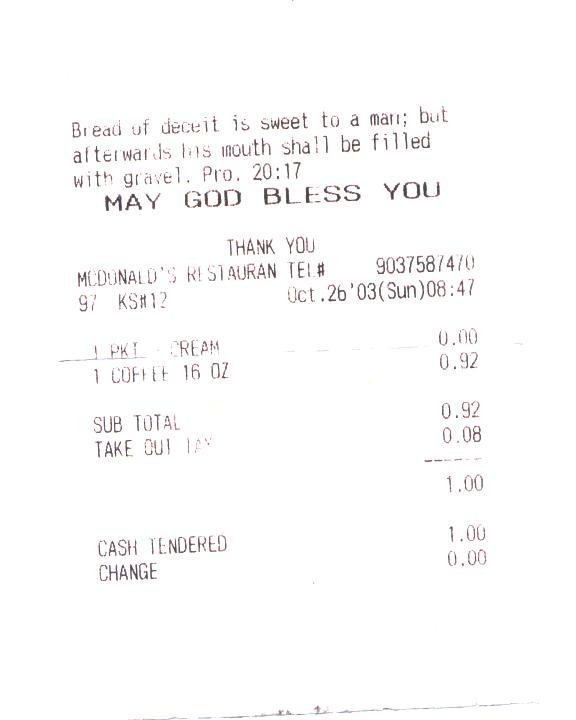 Bread of deceit is sweet to a man; but
afterwards his mouth shall be filled
with gravel. Pro. 20:17
MAY GOD BLESS YOU
THANK YOU
MCDONALD'S RESTAURAN TEL# 9037587470
97 KS#12 Oct.26'03(Sun)08:47
1 PKT - CREAM 0.00
1 COFFEE 16 OZ 0.92
SUB TOTAL 0.92
TAKE OUT TAX 0.08
1.00
CASH TENDERED 1.00
CHANGE 0.00